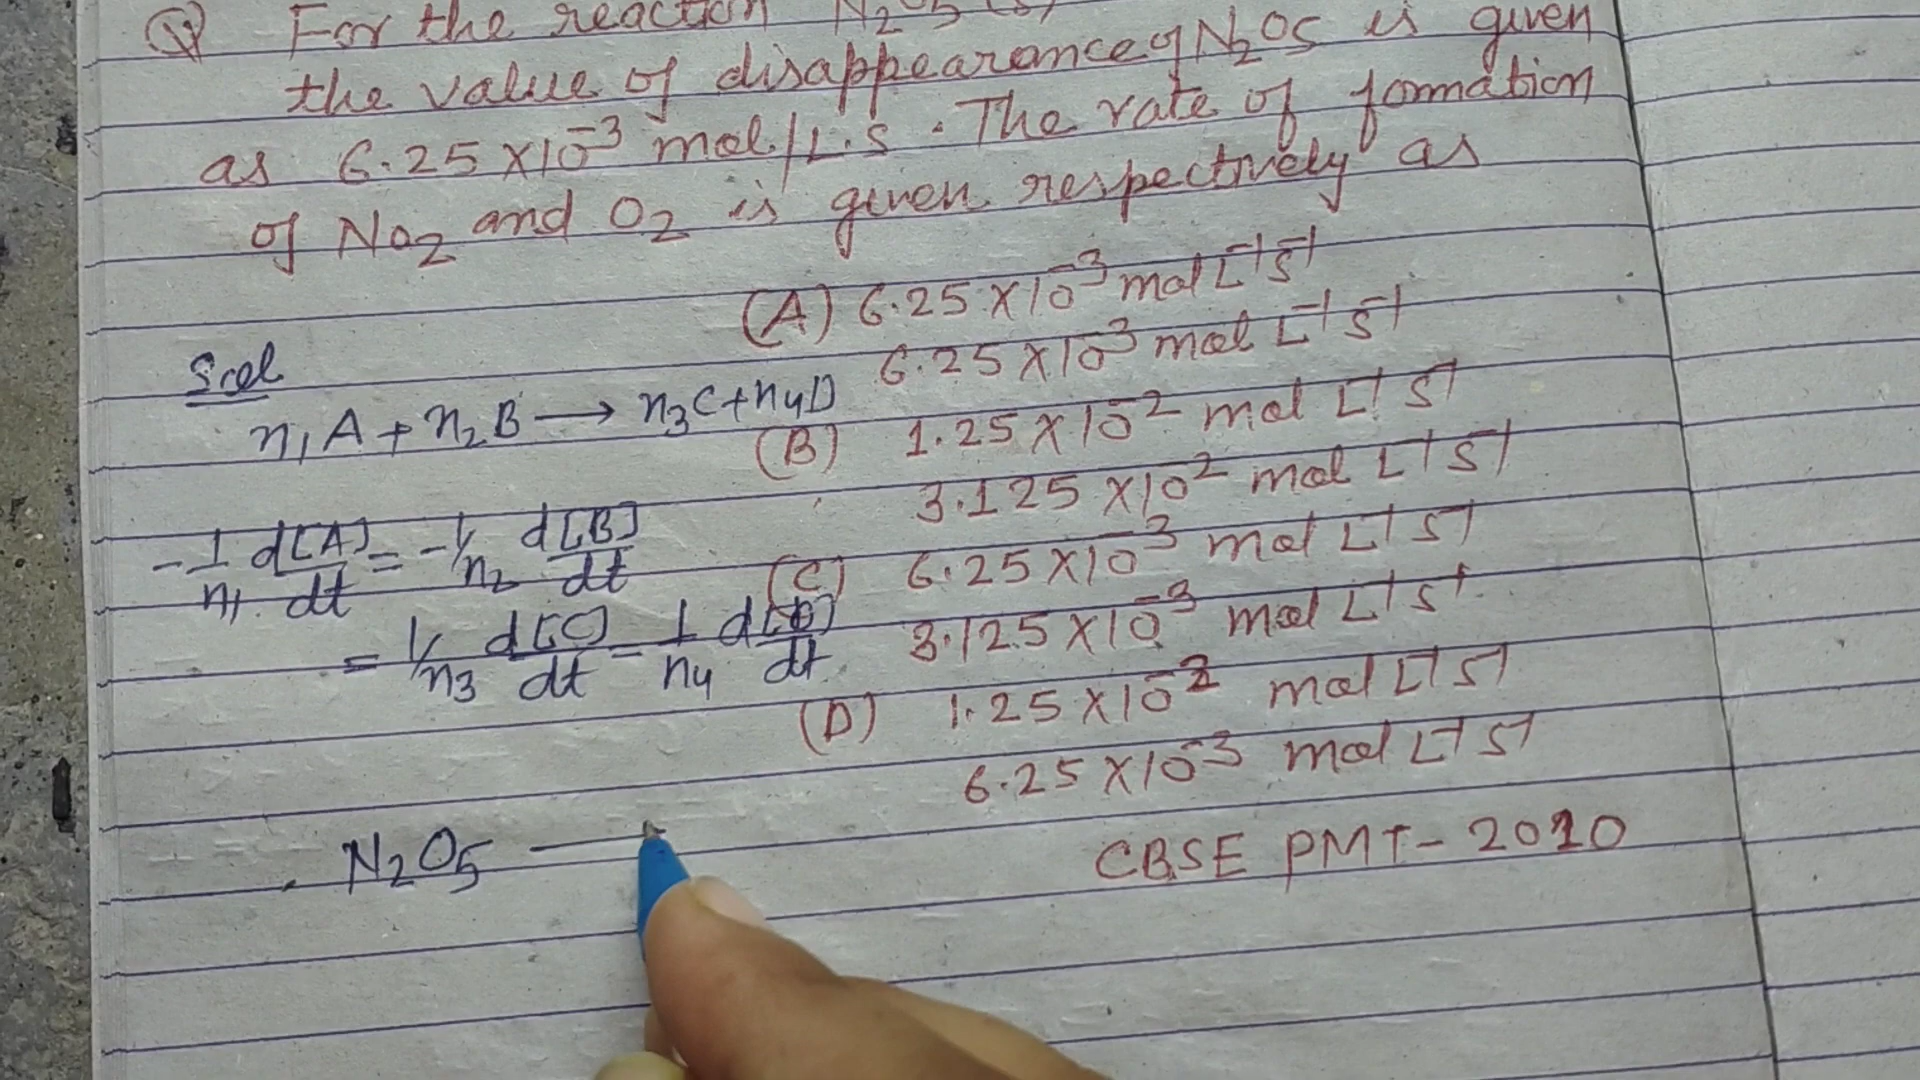 Q For the reaction N₂O₅
the value of disappearance of N₂O₅ is given
as 6.25 X 10⁻³ mol/L.S. The rate of formation
of NO₂ and O₂ is given respectively as
(A) 6.25 X 10⁻³ mol L⁻¹ S⁻¹
6.25 X 10⁻³ mol L⁻¹ S⁻¹
Sol
n₁A + n₂B ⟶ n₃C + n₄D
(B) 1.25 X 10⁻² mol L⁻¹ S⁻¹
3.125 X 10⁻² mol L⁻¹ S⁻¹
-1/n₁ d[A]/dt = -1/n₂ d[B]/dt
(C) 6.25 X 10⁻³ mol L⁻¹ S⁻¹
= 1/n₃ d[C]/dt = 1/n₄ d[D]/dt
3.125 X 10⁻³ mol L⁻¹ S⁻¹
(D) 1.25 X 10⁻² mol L⁻¹ S⁻¹
6.25 X 10⁻³ mol L⁻¹ S⁻¹
N₂O₅ —
CBSE PMT - 2010